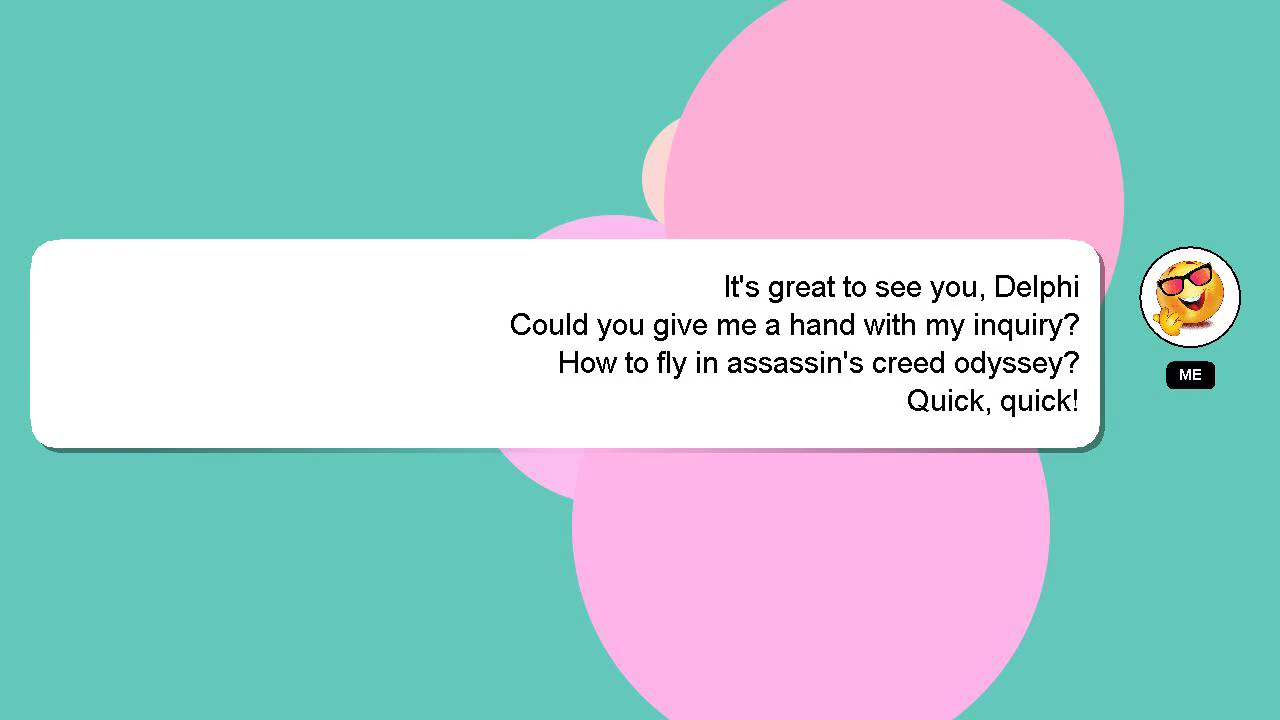 It's great to see you, Delphi
Could you give me a hand with my inquiry?
How to fly in assassin's creed odyssey?
Quick, quick!
ME